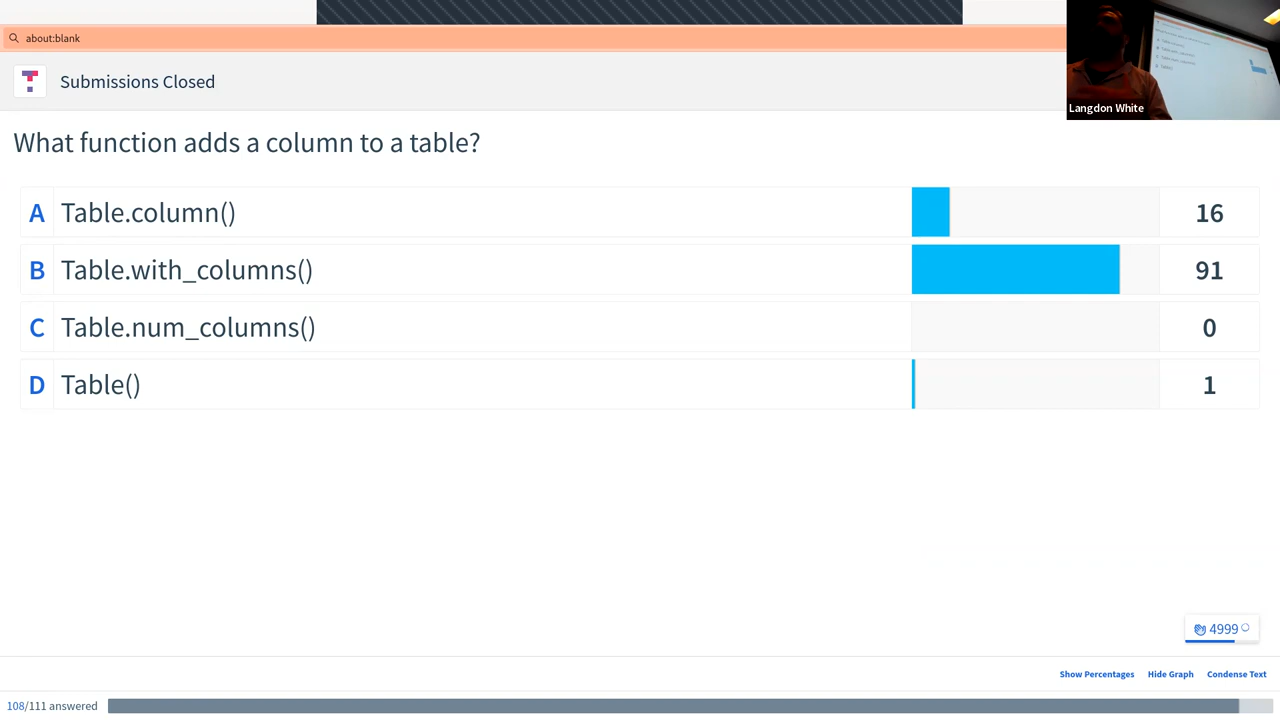 about:blank
Submissions Closed
Langdon White
What function adds a column to a table?
A Table.column() 16
B Table.with_columns() 91
C Table.num_columns() 0
D Table() 1
4999
Show Percentages Hide Graph Condense Text
108/111 answered